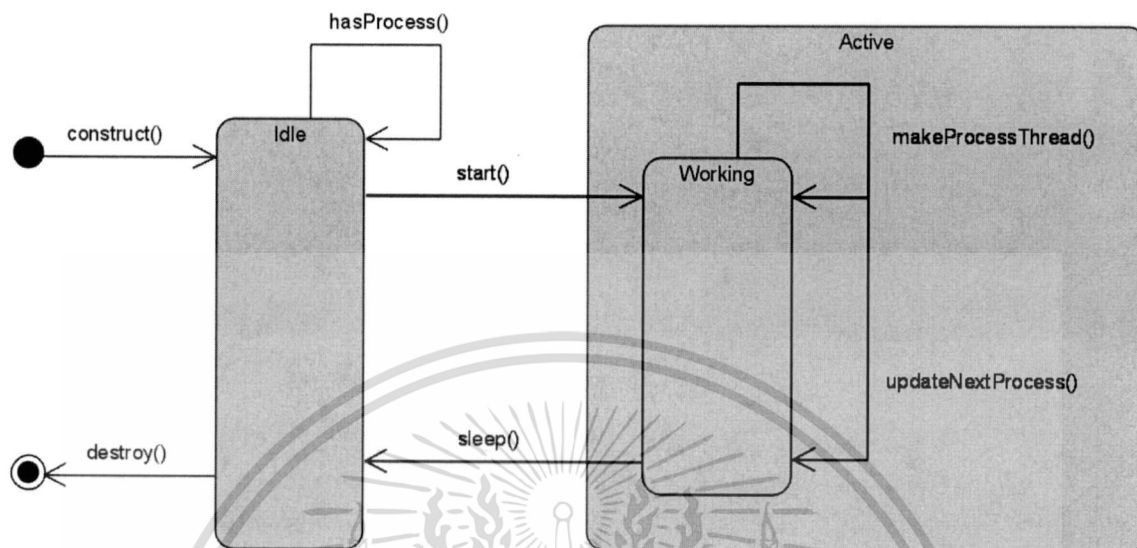 hasProcess()
Active
construct()
Idle
makeProcessThread()
start()
Working
updateNextProcess()
sleep()
destroy()